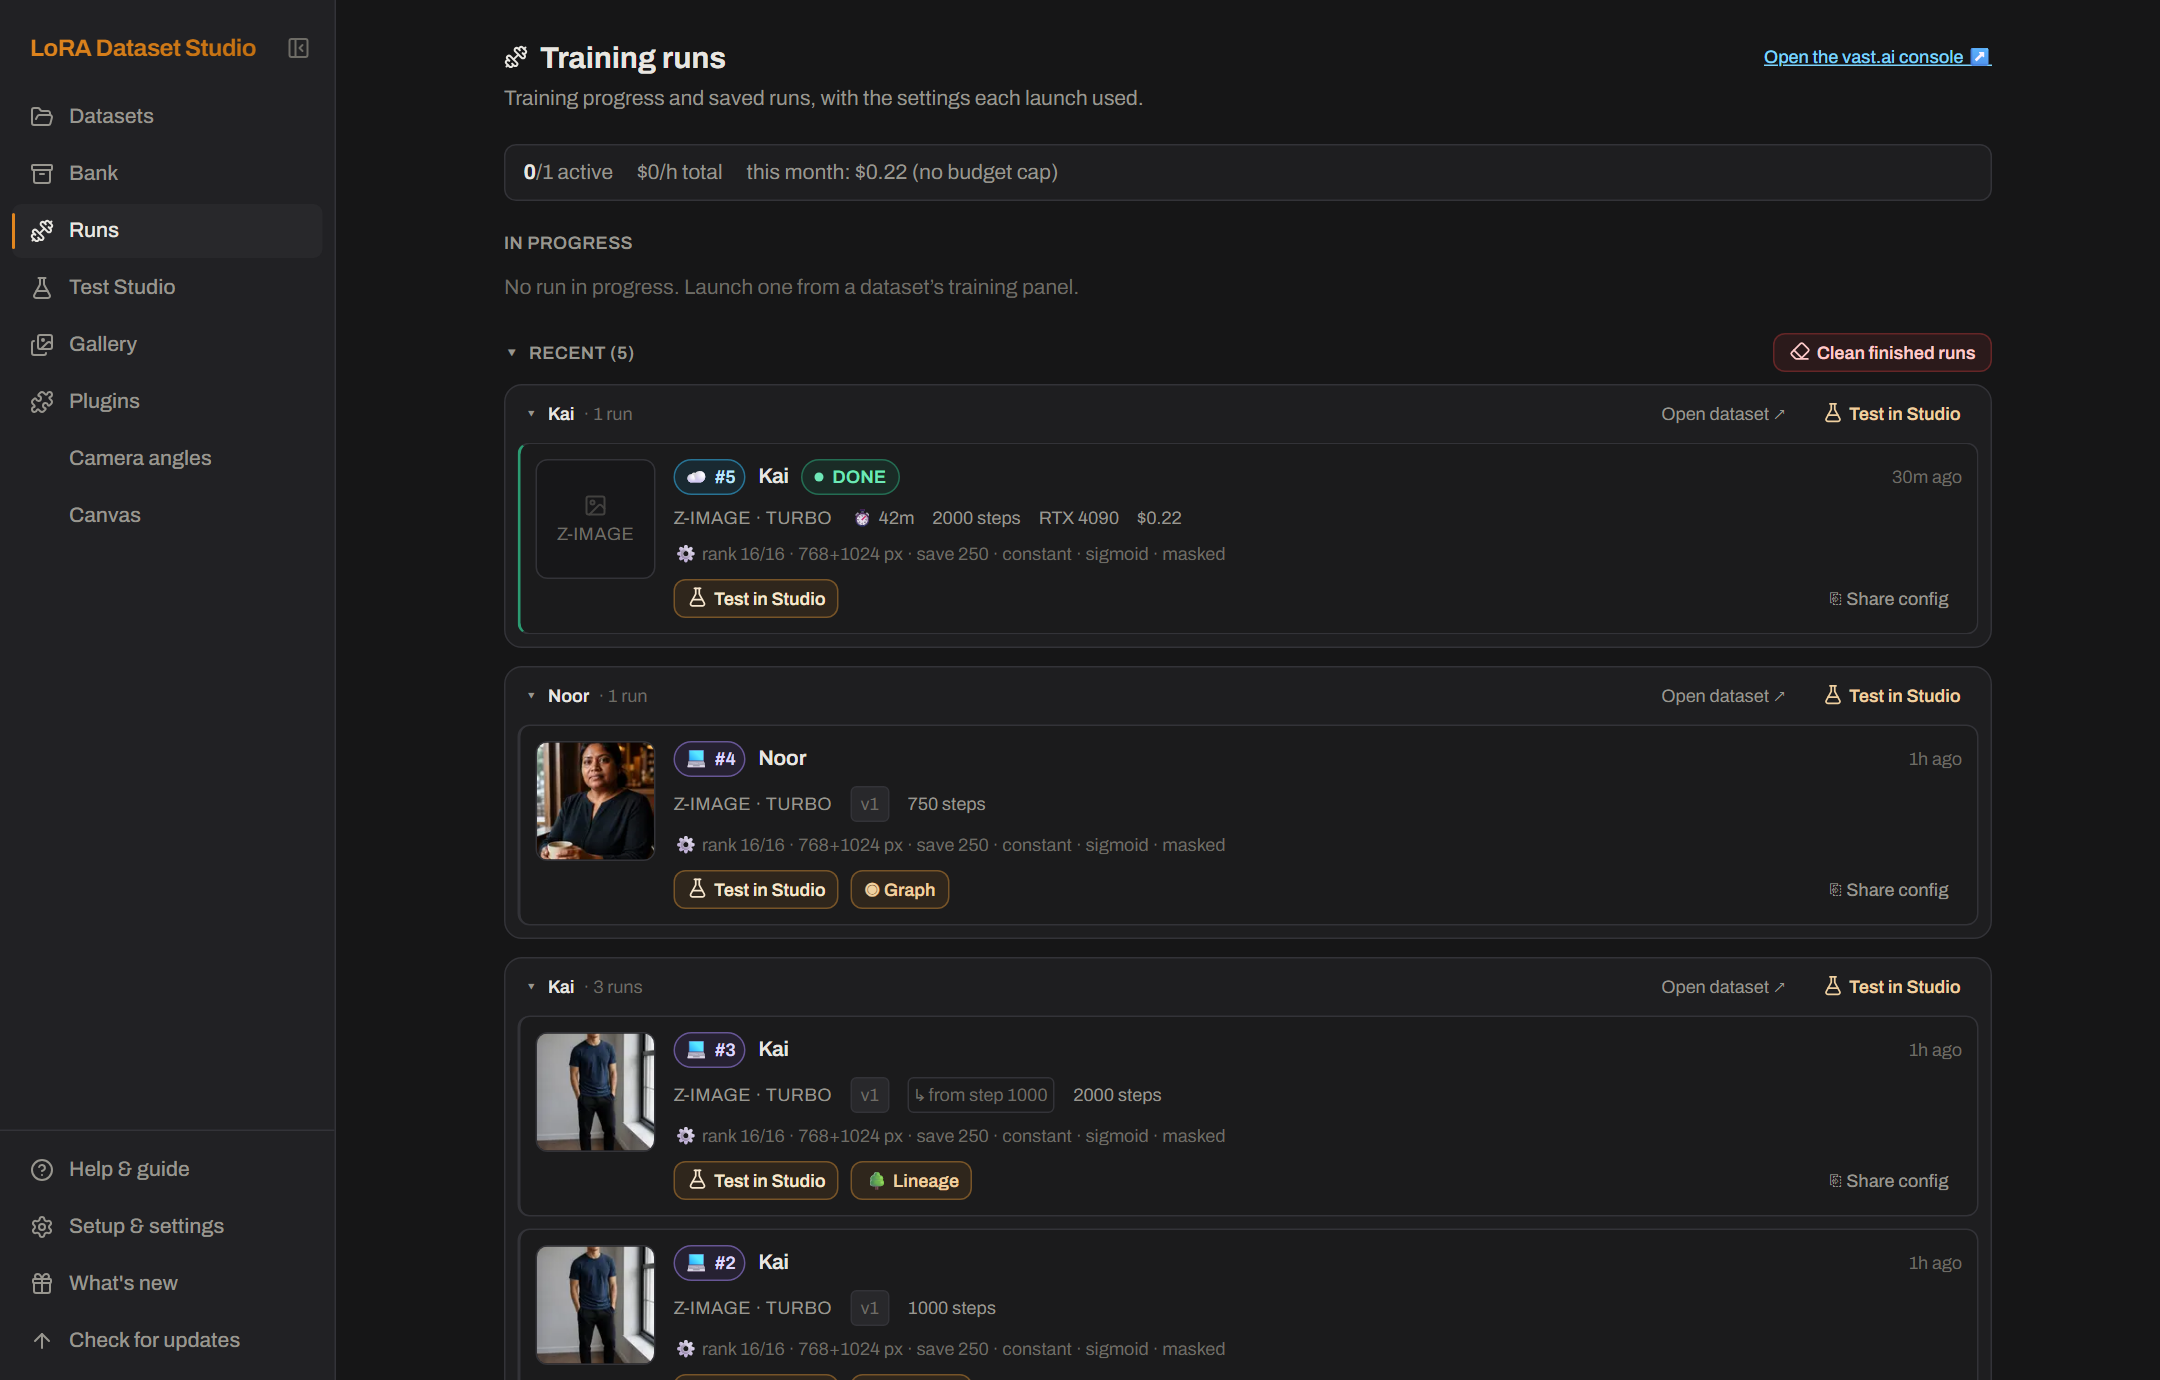 LoRA Dataset Studio
Datasets
Bank
Runs
Test Studio
Gallery
Plugins
Camera angles
Canvas
Help & guide
Setup & settings
What's new
Check for updates
Training runs
Open the vast.ai console
Training progress and saved runs, with the settings each launch used.
0/1 active $0/h total this month: $0.22 (no budget cap)
IN PROGRESS
No run in progress. Launch one from a dataset’s training panel.
RECENT (5)
Clean finished runs
Kai · 1 run
Open dataset ↗
Test in Studio
Z-IMAGE
#5 Kai DONE
30m ago
Z-IMAGE · TURBO 42m 2000 steps RTX 4090 $0.22
rank 16/16 · 768+1024 px · save 250 · constant · sigmoid · masked
Test in Studio
Share config
Noor · 1 run
Open dataset ↗
Test in Studio
#4 Noor
1h ago
Z-IMAGE · TURBO v1 750 steps
rank 16/16 · 768+1024 px · save 250 · constant · sigmoid · masked
Test in Studio
Graph
Share config
Kai · 3 runs
Open dataset ↗
Test in Studio
#3 Kai
1h ago
Z-IMAGE · TURBO v1 ↳ from step 1000 2000 steps
rank 16/16 · 768+1024 px · save 250 · constant · sigmoid · masked
Test in Studio
Lineage
Share config
#2 Kai
1h ago
Z-IMAGE · TURBO v1 1000 steps
rank 16/16 · 768+1024 px · save 250 · constant · sigmoid · masked